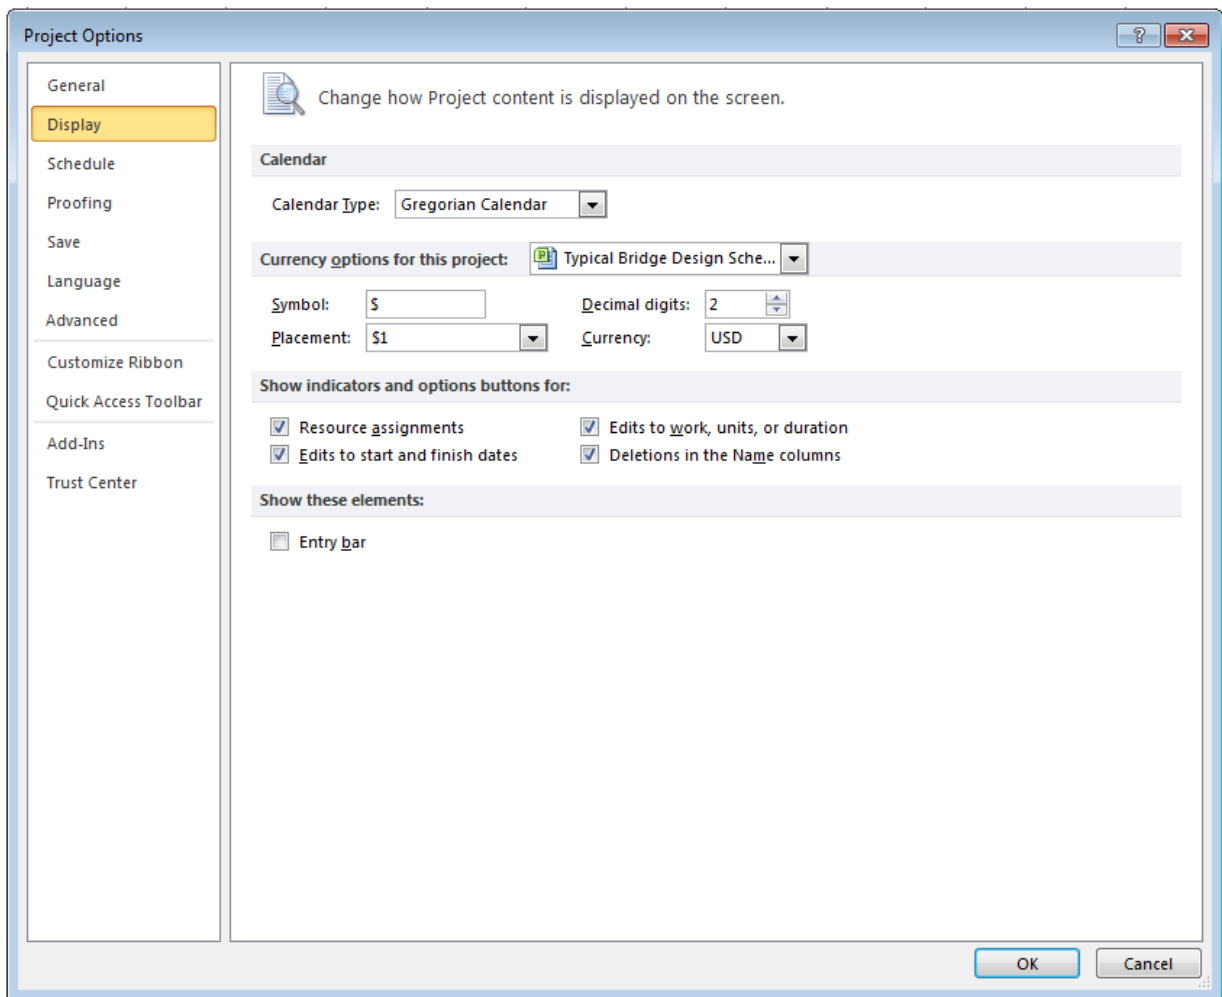 Project Options
General
Display
Schedule
Proofing
Save
Language
Advanced
Customize Ribbon
Quick Access Toolbar
Add-Ins
Trust Center
Change how Project content is displayed on the screen.
Calendar
Calendar Type: Gregorian Calendar
Currency options for this project: Typical Bridge Design Sche...
Symbol: $ Decimal digits: 2
Placement: $1 Currency: USD
Show indicators and options buttons for:
Resource assignments Edits to work, units, or duration
Edits to start and finish dates Deletions in the Name columns
Show these elements:
Entry bar
OK Cancel